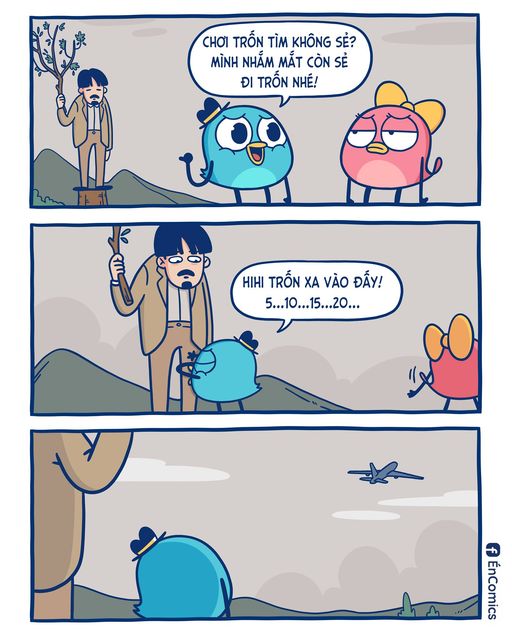 CHƠI TRỐN TÌM KHÔNG SẺ?
MÌNH NHẮM MẮT CÒN SẺ
ĐI TRỐN NHÉ!
HIHI TRỐN XA VÀO ĐẤY!
5...10...15...20...
ÉnComics